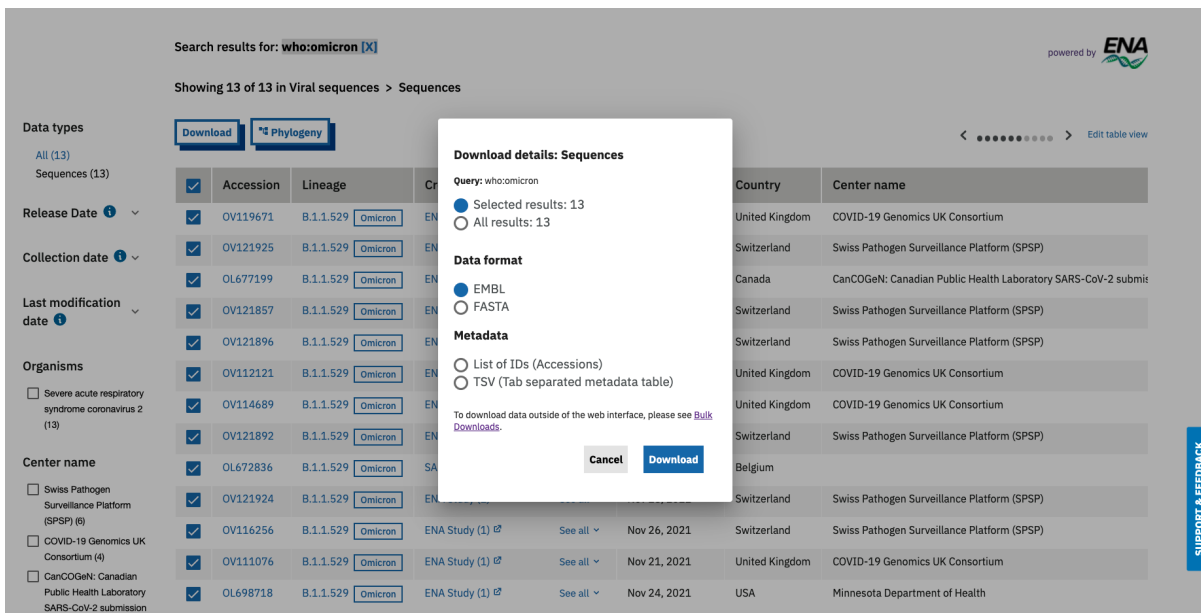 Search results for: who:omicron [X]
powered by ENA
Showing 13 of 13 in Viral sequences > Sequences
Data types
All (13)
Sequences (13)
Release Date
Collection date
Last modification
date
Organisms
Severe acute respiratory
syndrome coronavirus 2
(13)
Center name
Swiss Pathogen
Surveillance Platform
(SPSP) (6)
COVID-19 Genomics UK
Consortium (4)
CanCOGeN: Canadian
Public Health Laboratory
SARS-CoV-2 submission
Download Phylogeny
Edit table view
Accession Lineage Cr Country Center name
OV119671 B.1.1.529 Omicron EN United Kingdom COVID-19 Genomics UK Consortium
OV121925 B.1.1.529 Omicron EN Switzerland Swiss Pathogen Surveillance Platform (SPSP)
OL677199 B.1.1.529 Omicron EN Canada CanCOGeN: Canadian Public Health Laboratory SARS-CoV-2 submis
OV121857 B.1.1.529 Omicron EN Switzerland Swiss Pathogen Surveillance Platform (SPSP)
OV121896 B.1.1.529 Omicron EN Switzerland Swiss Pathogen Surveillance Platform (SPSP)
OV112121 B.1.1.529 Omicron EN United Kingdom COVID-19 Genomics UK Consortium
OV114689 B.1.1.529 Omicron EN United Kingdom COVID-19 Genomics UK Consortium
OV121892 B.1.1.529 Omicron EN Switzerland Swiss Pathogen Surveillance Platform (SPSP)
OL672836 B.1.1.529 Omicron SA Belgium
OV121924 B.1.1.529 Omicron Switzerland Swiss Pathogen Surveillance Platform (SPSP)
OV116256 B.1.1.529 Omicron ENA Study (1) See all Nov 26, 2021 Switzerland Swiss Pathogen Surveillance Platform (SPSP)
OV111076 B.1.1.529 Omicron ENA Study (1) See all Nov 21, 2021 United Kingdom COVID-19 Genomics UK Consortium
OL698718 B.1.1.529 Omicron ENA Study (1) See all Nov 24, 2021 USA Minnesota Department of Health
Download details: Sequences
Query: who:omicron
Selected results: 13
All results: 13
Data format
EMBL
FASTA
Metadata
List of IDs (Accessions)
TSV (Tab separated metadata table)
To download data outside of the web interface, please see Bulk
Downloads.
Cancel Download
SUPPORT & FEEDBACK